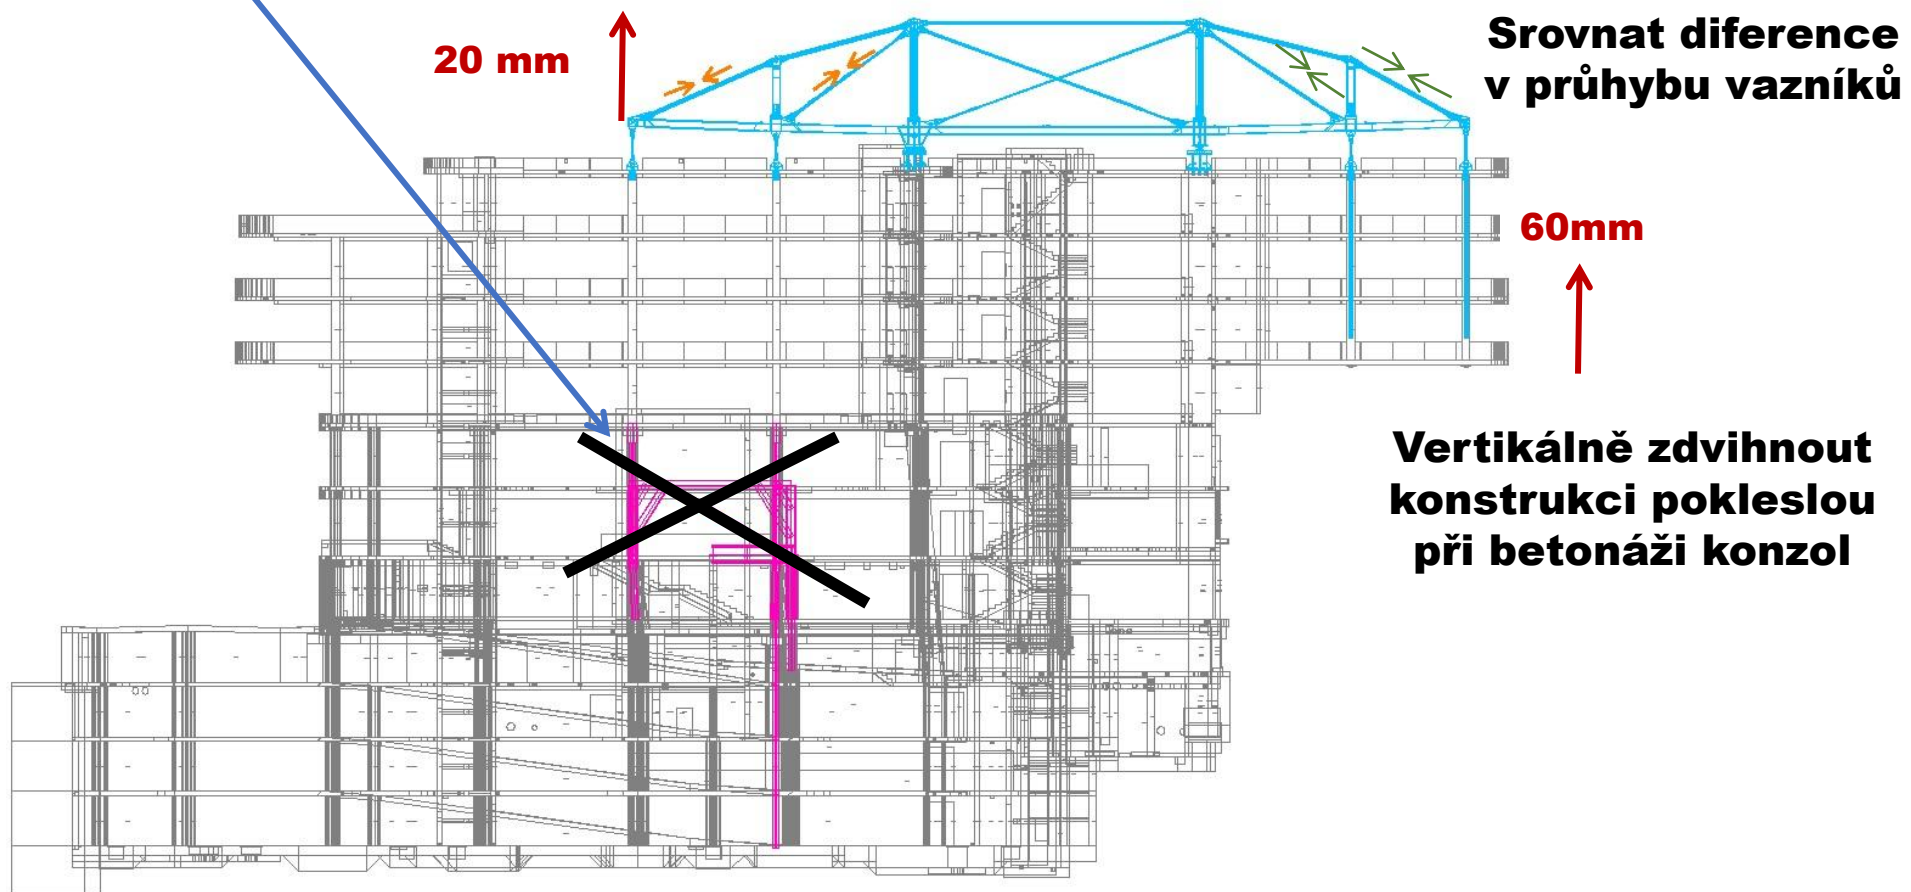 20 mm
Srovnat diference
v průhybu vazníků
60mm
Vertikálně zdvihnout
konstrukci pokleslou
při betonáži konzol